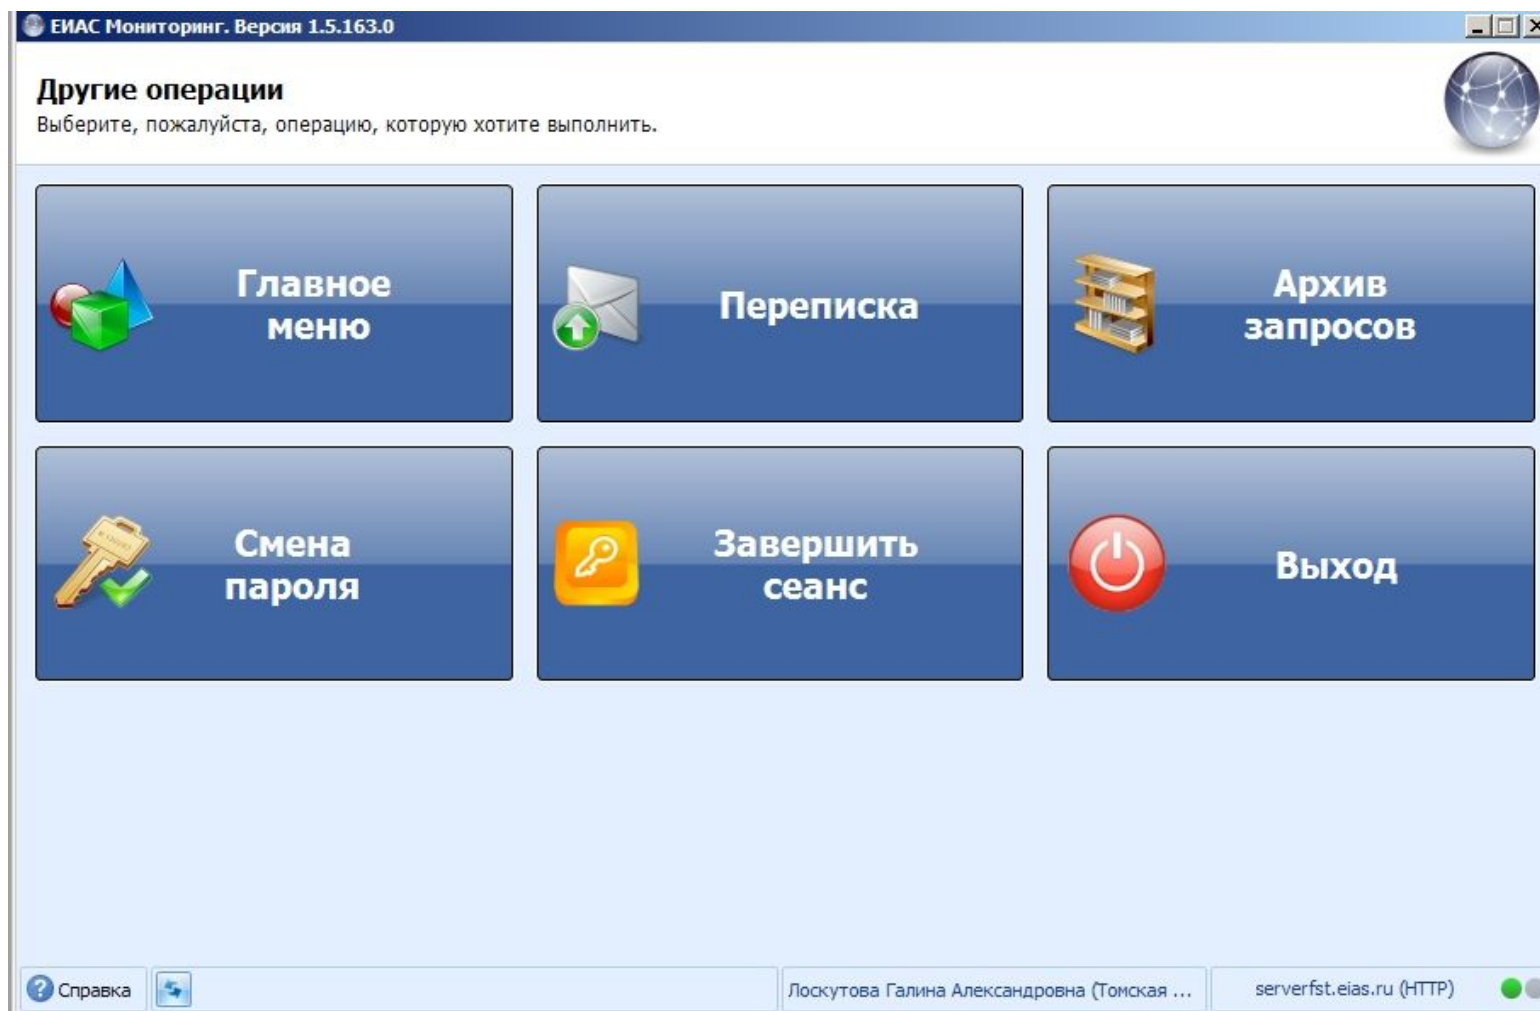 ЕИАС Мониторинг. Версия 1.5.163.0
Другие операции
Выберите, пожалуйста, операцию, которую хотите выполнить.
Главное
меню
Переписка
Архив
запросов
Смена
пароля
Завершить
сеанс
Выход
Справка
Лоскутова Галина Александровна (Томская ...
serverfst.eias.ru (HTTP)